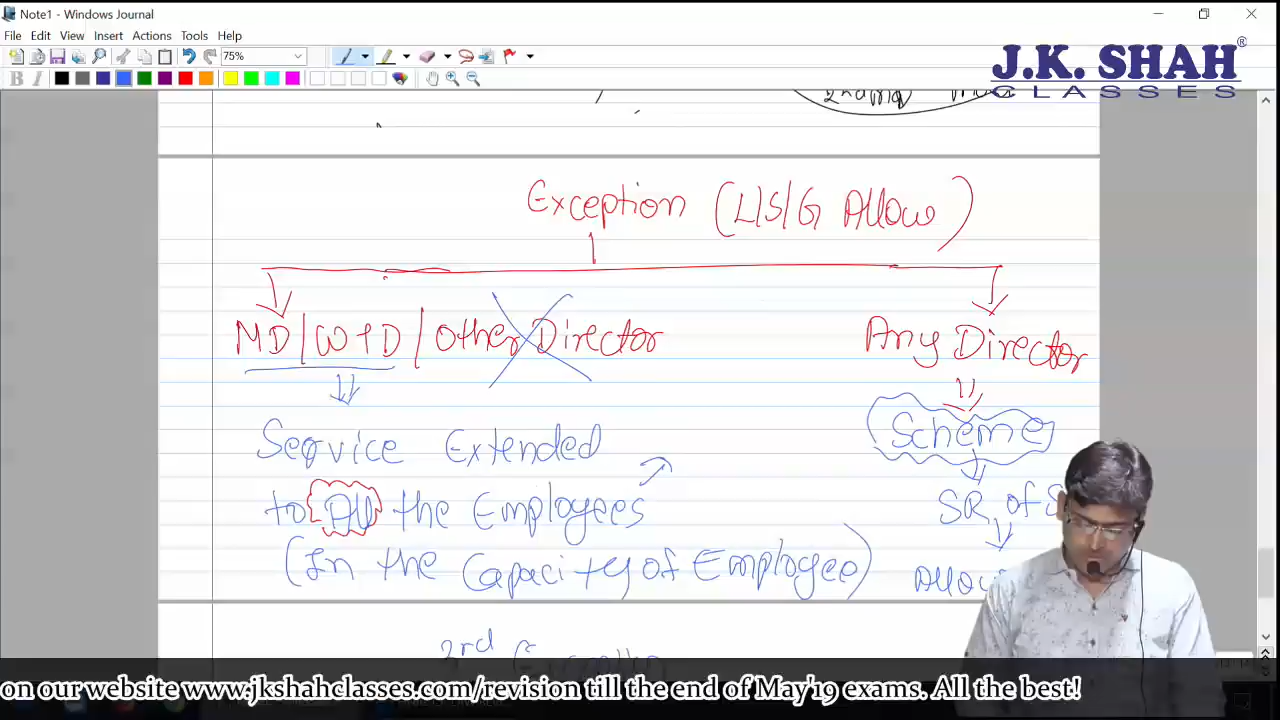 Note1 - Windows Journal
File Edit View Insert Actions Tools Help
75%
J.K. SHAH®
CLASSES
Exception (L/S/G Allow)
MD/WTD/Other Director Any Director
Service Extended Scheme
to All the Employees SR of S
(In the Capacity of Employee) Allow
on our website www.jkshahclasses.com/revision till the end of May'19 exams. All the best!